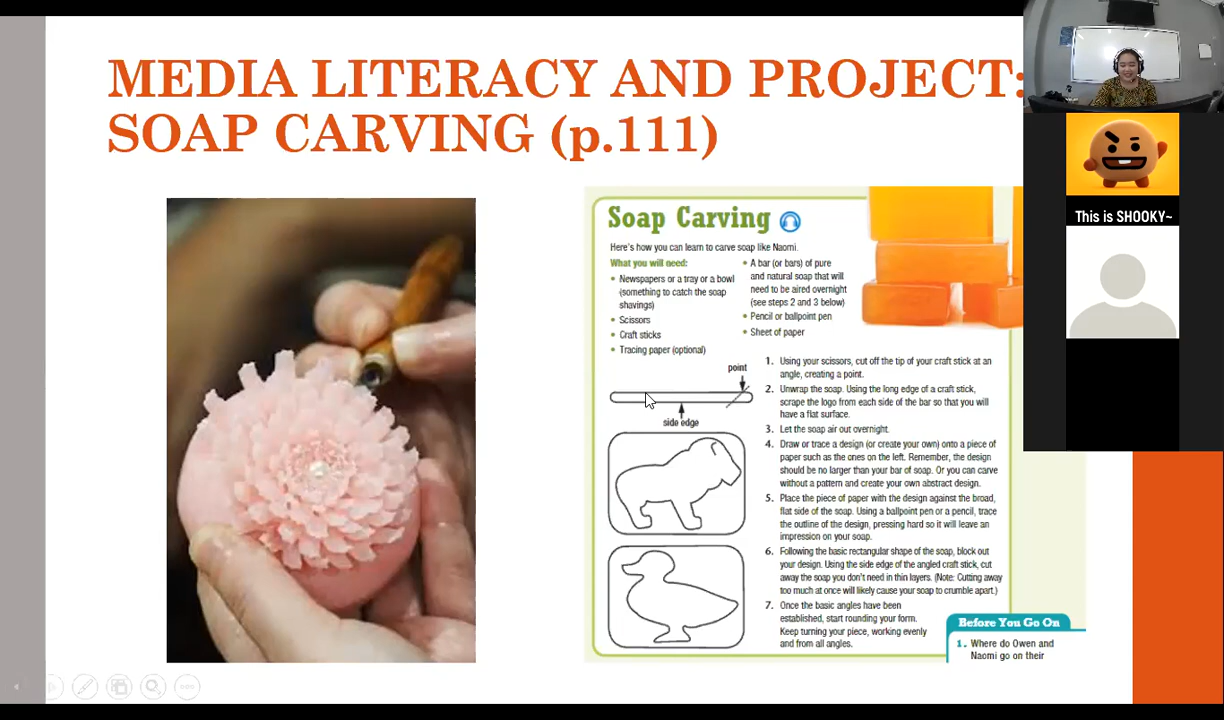 MEDIA LITERACY AND PROJECT:
SOAP CARVING (p.111)
This is SHOOKY~
Soap Carving
Here's how you can learn to carve soap like Naomi.
What you will need:
• Newspapers or a tray or a bowl
(something to catch the soap
shavings)
• Scissors
• Craft sticks
• Tracing paper (optional)
• A bar (or bars) of pure
and natural soap that will
need to be aired overnight
(see steps 2 and 3 below)
• Pencil or ballpoint pen
• Sheet of paper
point
side edge
1. Using your scissors, cut off the tip of your craft stick at an
angle, creating a point.
2. Unwrap the soap. Using the long edge of a craft stick,
scrape the logo from each side of the bar so that you will
have a flat surface.
3. Let the soap air out overnight.
4. Draw or trace a design (or create your own) onto a piece of
paper such as the ones on the left. Remember, the design
should be no larger than your bar of soap. Or you can carve
without a pattern and create your own abstract design.
5. Place the piece of paper with the design against the broad,
flat side of the soap. Using a ballpoint pen or a pencil, trace
the outline of the design, pressing hard so it will leave an
impression on your soap.
6. Following the basic rectangular shape of the soap, block out
your design. Using the side edge of the angled craft stick, cut
away the soap you don't need in thin layers. (Note: Cutting away
too much at once will likely cause your soap to crumble apart.)
7. Once the basic angles have been
established, start rounding your form.
Keep turning your piece, working evenly
and from all angles.
Before You Go On
1. Where do Owen and
Naomi go on their